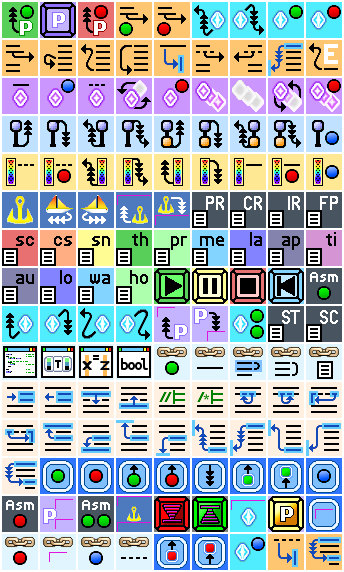 P P P
E
PR CR IR FP
sc cs sn th pr me la ap ti
au lo wa ho Asm
P P ST SC
T x=z bool
// /*
Asm P Asm P